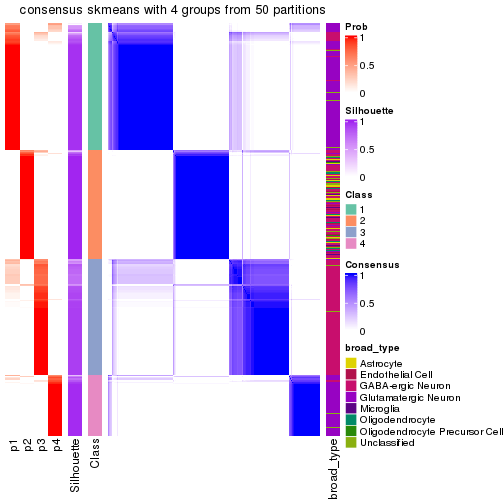 consensus skmeans with 4 groups from 50 partitions
Prob
1
0.5
0
Silhouette
1
0.5
0
Class
1
2
3
4
Consensus
1
0.5
0
broad_type
Astrocyte
Endothelial Cell
GABA-ergic Neuron
Glutamatergic Neuron
Microglia
Oligodendrocyte
Oligodendrocyte Precursor Cell
Unclassified
p1
p2
p3
p4
Silhouette
Class
broad_type